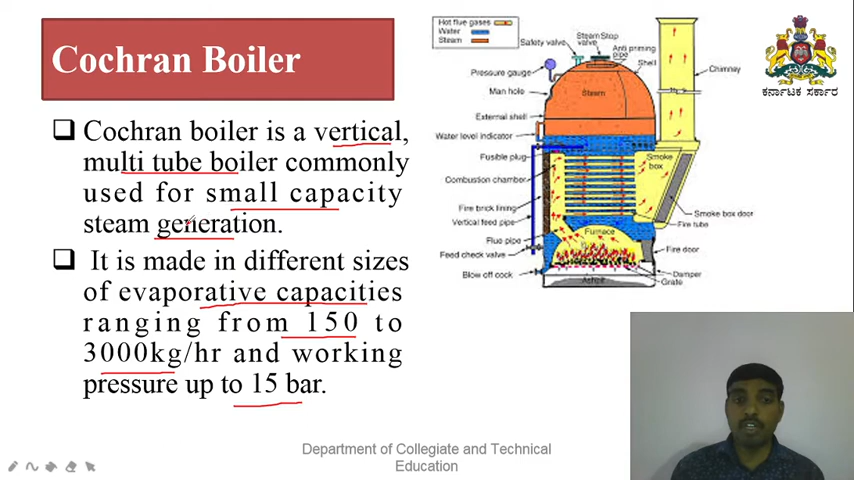 Cochran Boiler
❑ Cochran boiler is a vertical,
multi tube boiler commonly
used for small capacity
steam generation.
❑ It is made in different sizes
of evaporative capacities
ranging from 150 to
3000kg/hr and working
pressure up to 15 bar.
Hot flue gases
Water
Steam
Safety valve
Steam Stop
valve
Anti priming
pipe
Shell
Pressure gauge
Chimney
Man hole
Steam
External shell
Water level indicator
Fusible plug
Smoke
box
Combustion chamber
Fire brick lining
Smoke box door
Vertical feed pipe
Fire tube
Furnace
Flue pipe
Fire door
Feed check valve
Blow off cock
Damper
Grate
Ashpit
ಕರ್ನಾಟಕ ಸರ್ಕಾರ
Department of Collegiate and Technical
Education